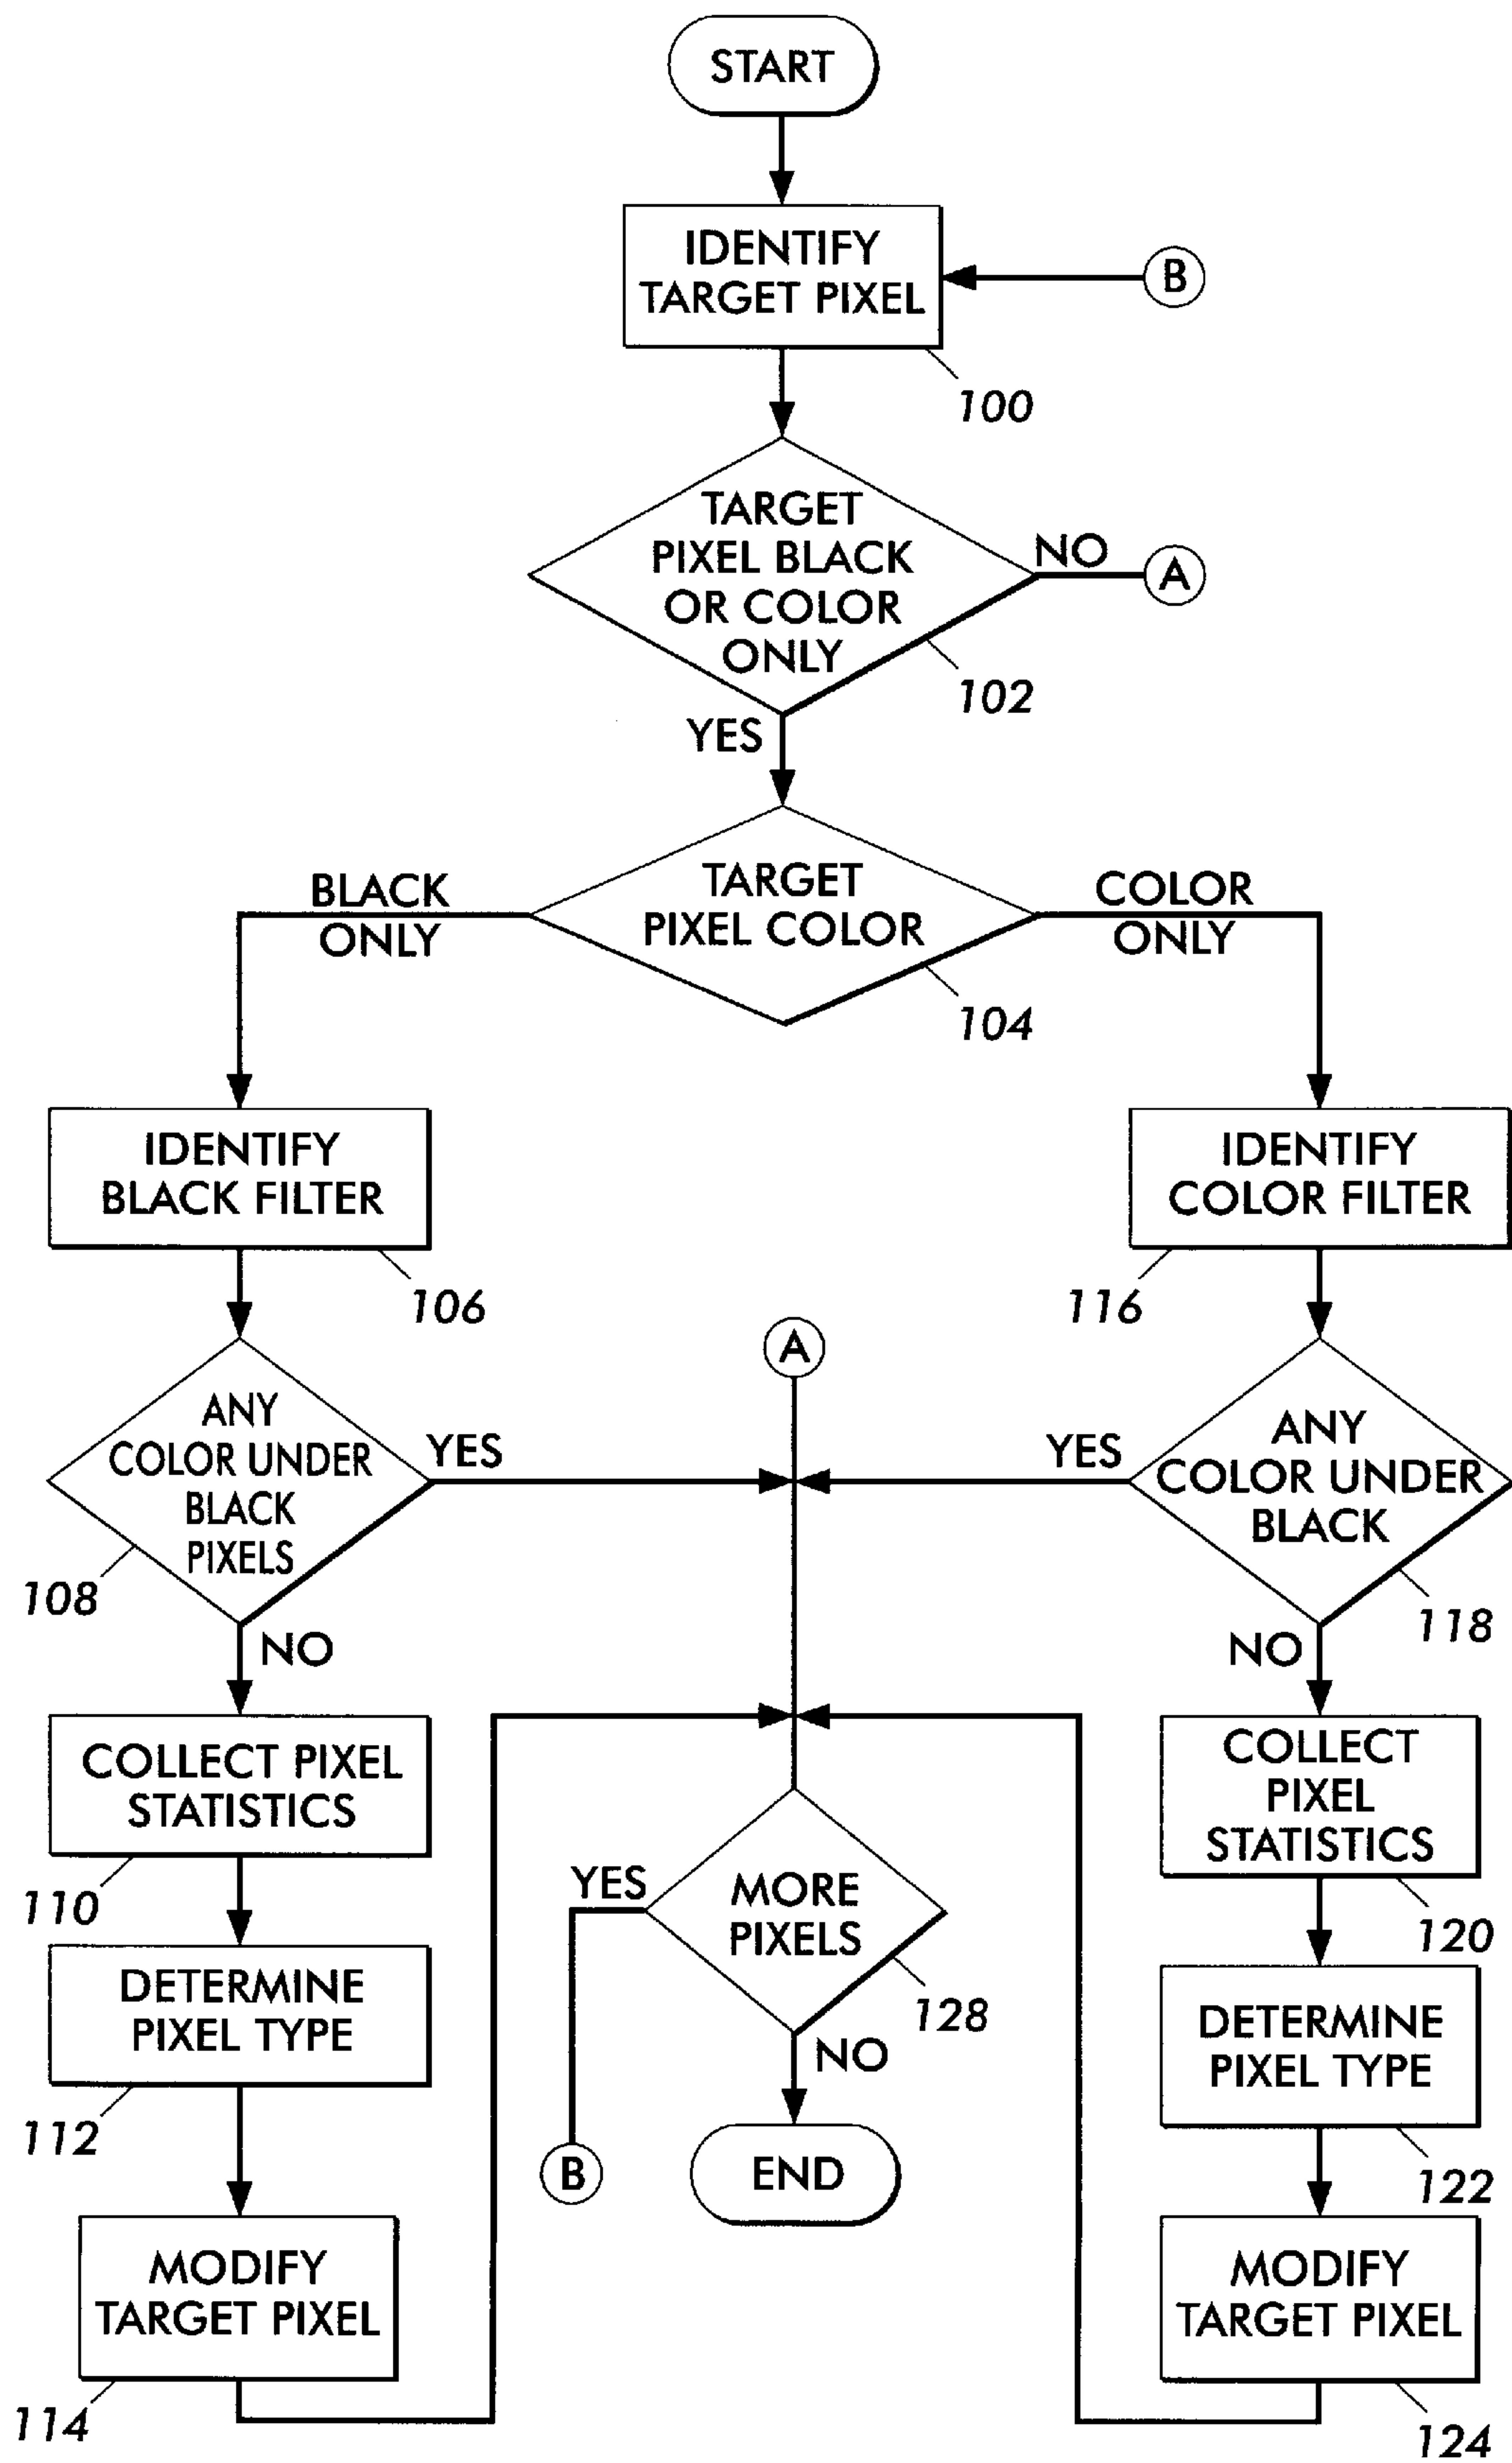 START
IDENTIFY
TARGET PIXEL
B
100
TARGET
PIXEL BLACK
OR COLOR
ONLY
NO
A
102
YES
TARGET
PIXEL COLOR
BLACK
ONLY
COLOR
ONLY
104
IDENTIFY
BLACK FILTER
106
IDENTIFY
COLOR FILTER
116
A
ANY
COLOR UNDER
BLACK
PIXELS
YES
108
NO
YES
ANY
COLOR UNDER
BLACK
118
NO
COLLECT PIXEL
STATISTICS
110
COLLECT
PIXEL
STATISTICS
120
YES
MORE
PIXELS
128
NO
DETERMINE
PIXEL TYPE
112
DETERMINE
PIXEL TYPE
122
B
END
MODIFY
TARGET PIXEL
114
MODIFY
TARGET PIXEL
124